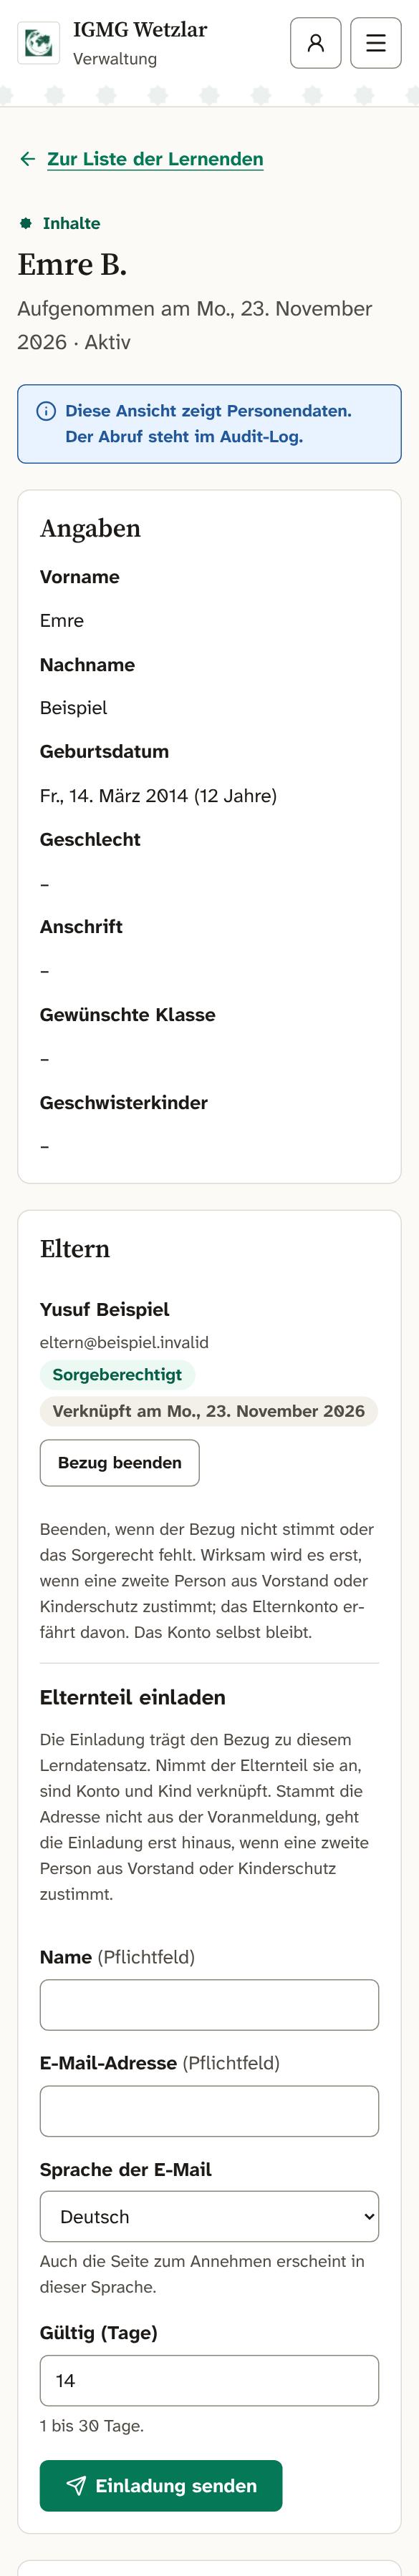 IGMG Wetzlar
Verwaltung
Zur Liste der Lernenden
Inhalte
Emre B.
Aufgenommen am Mo., 23. November
2026 · Aktiv
Diese Ansicht zeigt Personendaten.
Der Abruf steht im Audit-Log.
Angaben
Vorname
Emre
Nachname
Beispiel
Geburtsdatum
Fr., 14. März 2014 (12 Jahre)
Geschlecht
–
Anschrift
–
Gewünschte Klasse
–
Geschwisterkinder
–
Eltern
Yusuf Beispiel
eltern@beispiel.invalid
Sorgeberechtigt
Verknüpft am Mo., 23. November 2026
Bezug beenden
Beenden, wenn der Bezug nicht stimmt oder
das Sorgerecht fehlt. Wirksam wird es erst,
wenn eine zweite Person aus Vorstand oder
Kinderschutz zustimmt; das Elternkonto er-
fährt davon. Das Konto selbst bleibt.
Elternteil einladen
Die Einladung trägt den Bezug zu diesem
Lerndatensatz. Nimmt der Elternteil sie an,
sind Konto und Kind verknüpft. Stammt die
Adresse nicht aus der Voranmeldung, geht
die Einladung erst hinaus, wenn eine zweite
Person aus Vorstand oder Kinderschutz
zustimmt.
Name (Pflichtfeld)
E-Mail-Adresse (Pflichtfeld)
Sprache der E-Mail
Deutsch
Auch die Seite zum Annehmen erscheint in
dieser Sprache.
Gültig (Tage)
14
1 bis 30 Tage.
Einladung senden